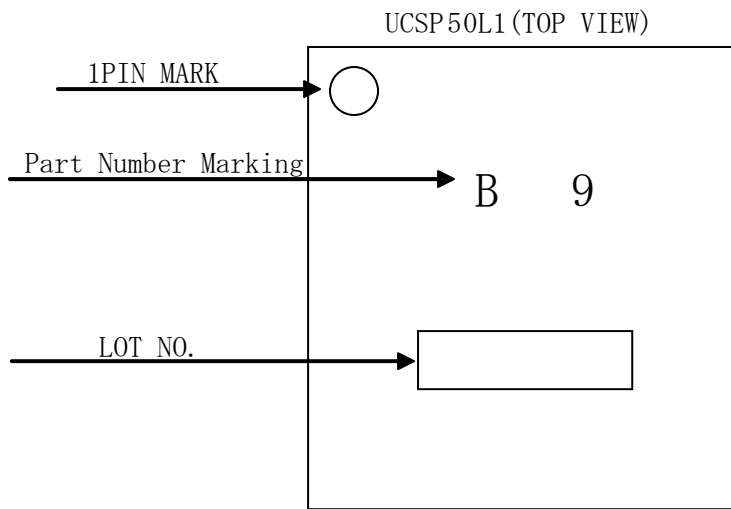 UCSP50L1(TOP VIEW)
1PIN MARK
Part Number Marking
B 9
LOT NO.